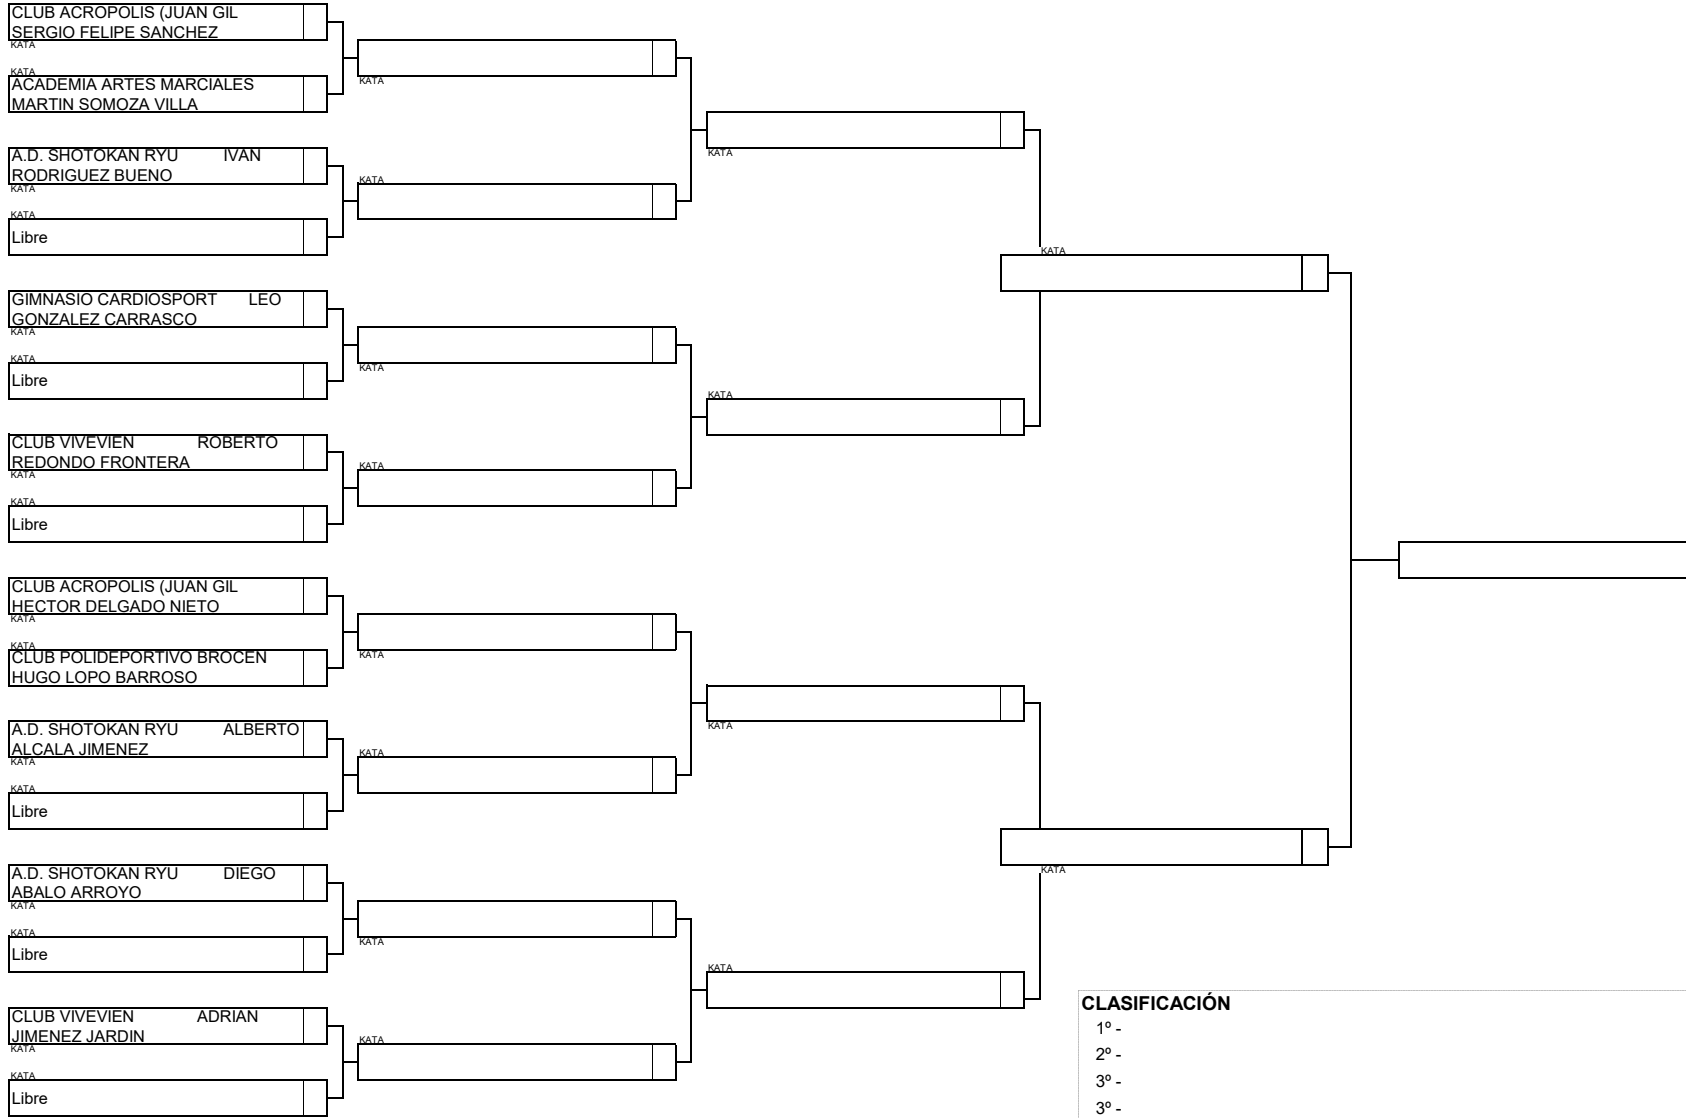 CLUB ACROPOLIS (JUAN GIL
SERGIO FELIPE SANCHEZ
KATA
KATA
ACADEMIA ARTES MARCIALES
MARTIN SOMOZA VILLA
A.D. SHOTOKAN RYU IVAN
RODRIGUEZ BUENO
KATA
KATA
Libre
GIMNASIO CARDIOSPORT LEO
GONZALEZ CARRASCO
KATA
KATA
Libre
CLUB VIVEVIEN ROBERTO
REDONDO FRONTERA
KATA
KATA
Libre
CLUB ACROPOLIS (JUAN GIL
HECTOR DELGADO NIETO
KATA
KATA
CLUB POLIDEPORTIVO BROCEN
HUGO LOPO BARROSO
A.D. SHOTOKAN RYU ALBERTO
ALCALA JIMENEZ
KATA
KATA
Libre
A.D. SHOTOKAN RYU DIEGO
ABALO ARROYO
KATA
KATA
Libre
CLUB VIVEVIEN ADRIAN
JIMENEZ JARDIN
KATA
KATA
Libre
KATA
KATA
KATA
KATA
KATA
KATA
KATA
KATA
KATA
KATA
KATA
KATA
KATA
KATA
CLASIFICACIÓN
1º -
2º -
3º -
3º -